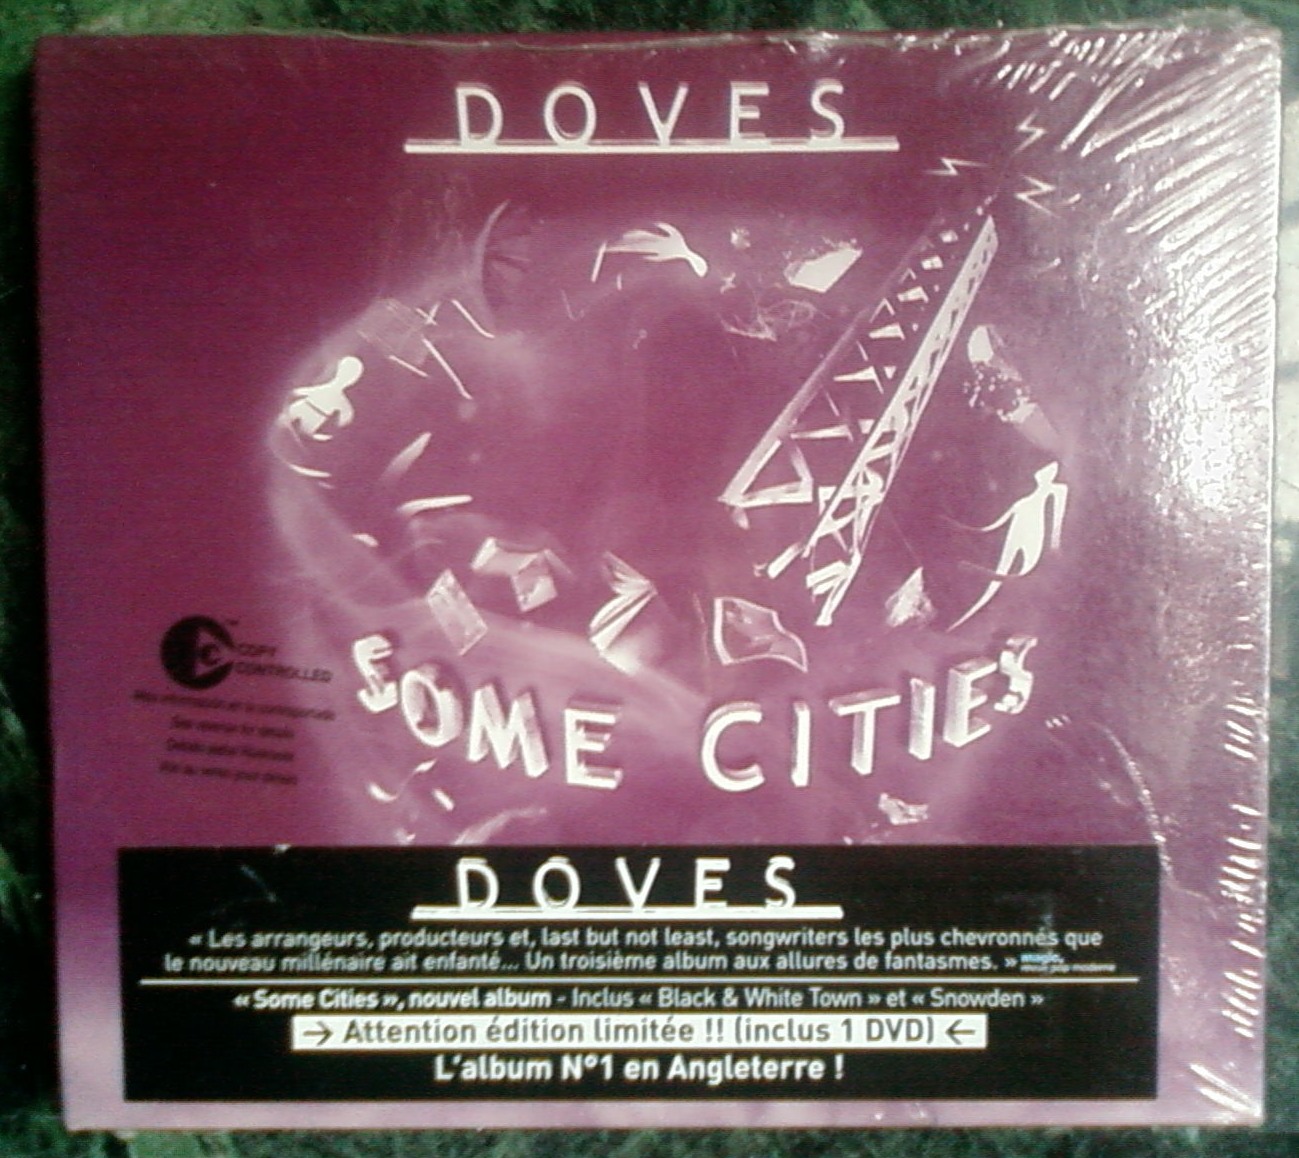 DOVES
™
COPY
CONTROLLED
SOME CITIES
DOVES
« Les arrangeurs, producteurs et, last but not least, songwriters les plus chevronnés que
le nouveau millénaire ait enfanté... Un troisième album aux allures de fantasmes. » magic,
« Some Cities », nouvel album - Inclus « Black & White Town » et « Snowden »
→ Attention édition limitée !! (inclus 1 DVD) ←
L'album N°1 en Angleterre !